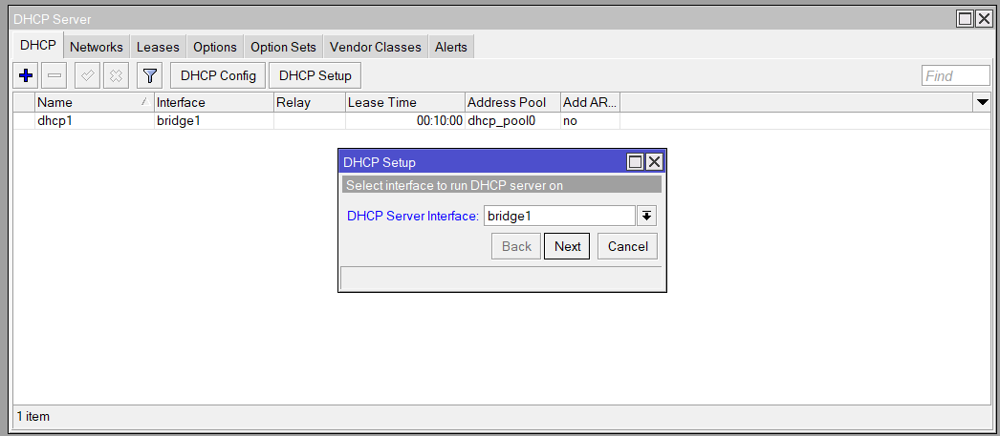 DHCP Server
DHCP Networks Leases Options Option Sets Vendor Classes Alerts
DHCP Config DHCP Setup Find
Name Interface Relay Lease Time Address Pool Add AR...
dhcp1 bridge1 00:10:00 dhcp_pool0 no
DHCP Setup
Select interface to run DHCP server on
DHCP Server Interface: bridge1
Back Next Cancel
1 item